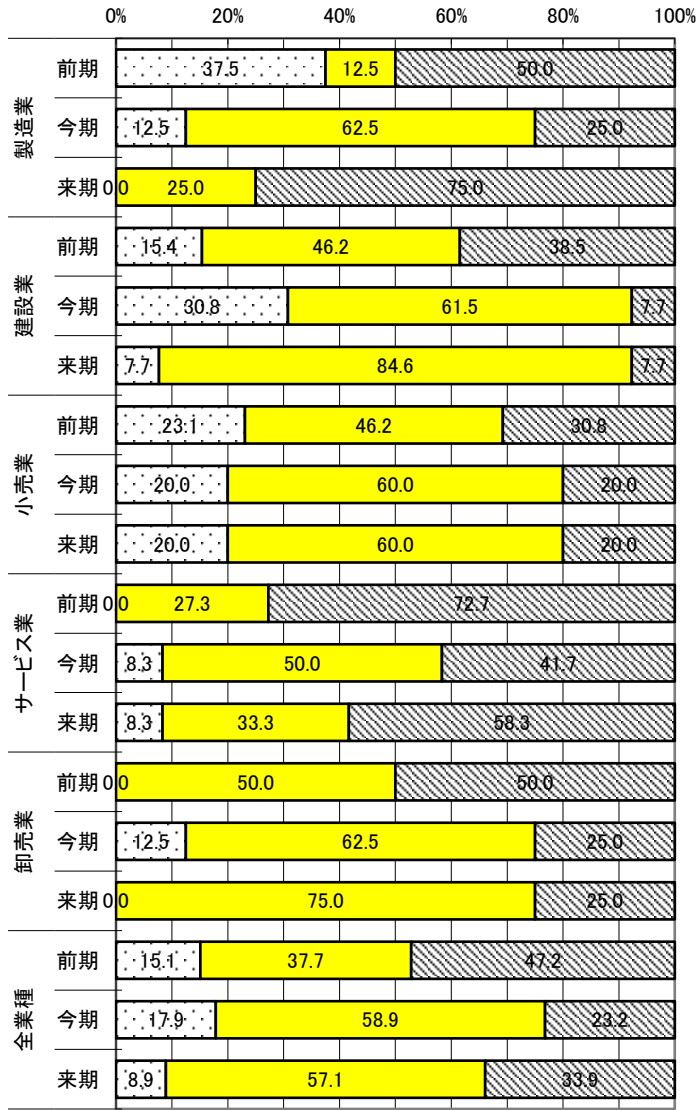 0% 20% 40% 60% 80% 100%
製造業
前期 37.5 12.5 50.0
今期 12.5 62.5 25.0
来期 0.0 25.0 75.0
建設業
前期 15.4 46.2 38.5
今期 30.8 61.5 7.7
来期 7.7 84.6 7.7
小売業
前期 23.1 46.2 30.8
今期 20.0 60.0 20.0
来期 20.0 60.0 20.0
サービス業
前期 0.0 27.3 72.7
今期 8.3 50.0 41.7
来期 8.3 33.3 58.3
卸売業
前期 0.0 50.0 50.0
今期 12.5 62.5 25.0
来期 0.0 75.0 25.0
全業種
前期 15.1 37.7 47.2
今期 17.9 58.9 23.2
来期 8.9 57.1 33.9